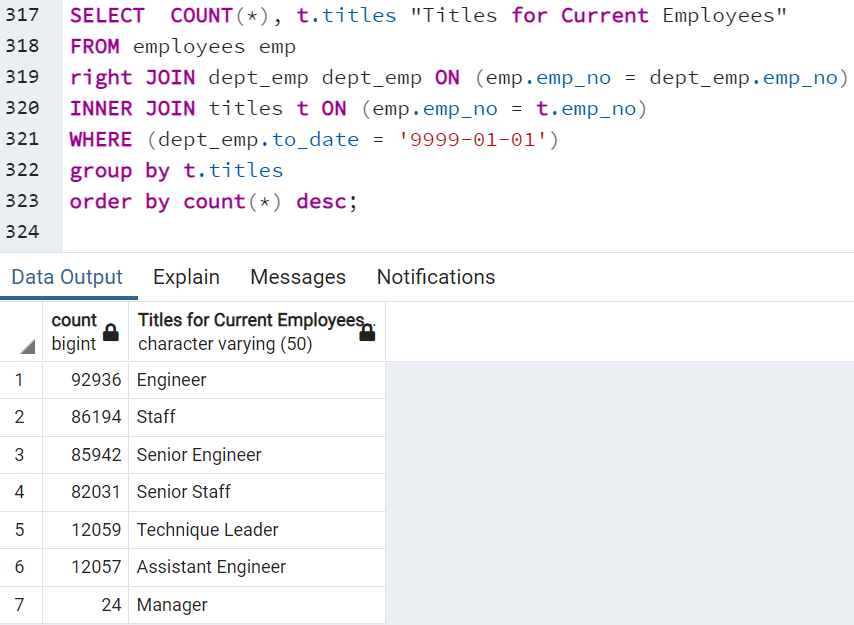 317 SELECT  COUNT(*), t.titles "Titles for Current Employees"
318 FROM employees emp
319 right JOIN dept_emp dept_emp ON (emp.emp_no = dept_emp.emp_no)
320 INNER JOIN titles t ON (emp.emp_no = t.emp_no)
321 WHERE (dept_emp.to_date = '9999-01-01')
322 group by t.titles
323 order by count(*) desc;
324
Data Output Explain Messages Notifications
count Titles for Current Employees..
bigint character varying (50)
1 92936 Engineer
2 86194 Staff
3 85942 Senior Engineer
4 82031 Senior Staff
5 12059 Technique Leader
6 12057 Assistant Engineer
7 24 Manager